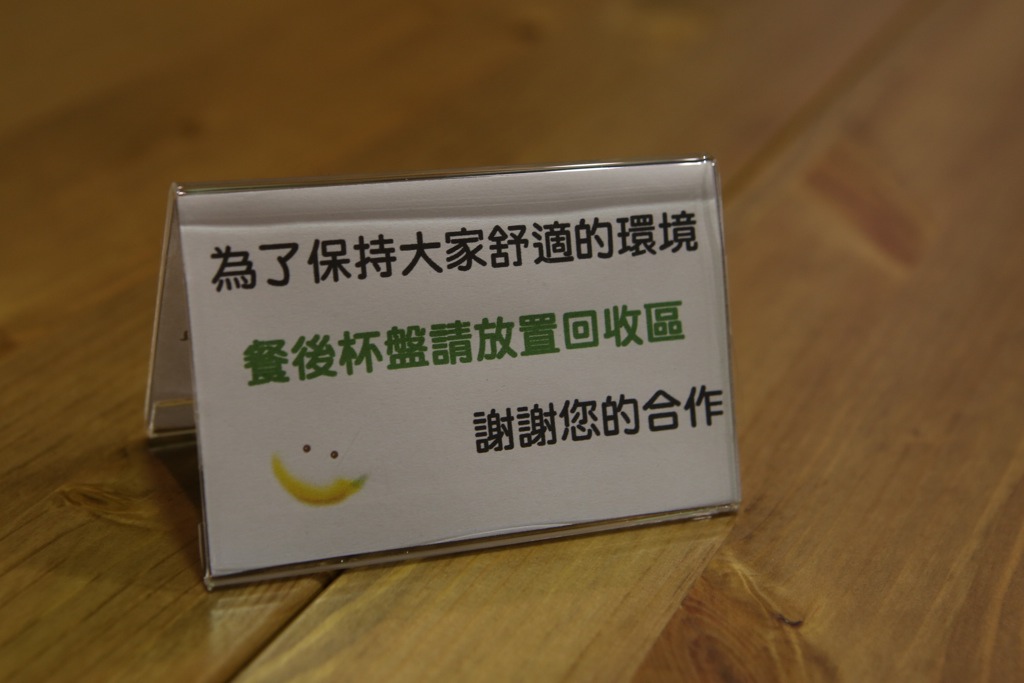 為了保持大家舒適的環境
餐後杯盤請放置回收區
謝謝您的合作